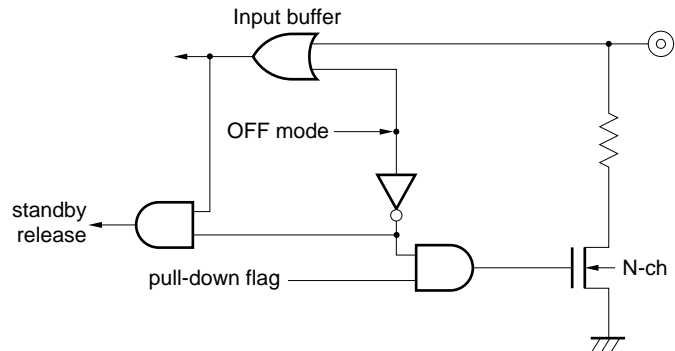 Input buffer
OFF mode
standby
release
pull-down flag
N-ch